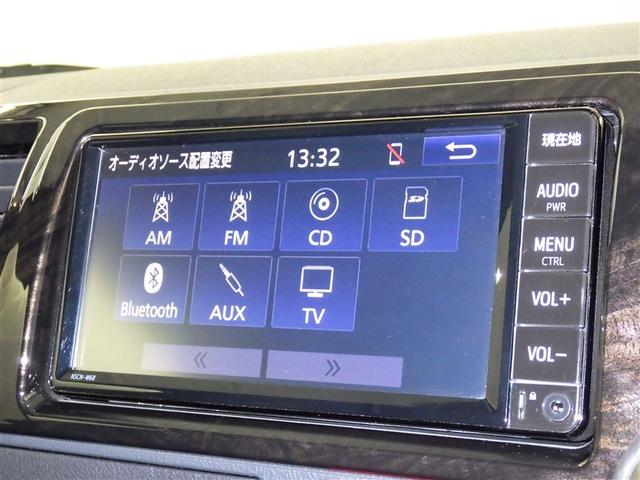 オーディオソース配置変更
13:32
AM
FM
CD
SD
Bluetooth
AUX
TV
«
»
NSCN-W68
現在地
AUDIO
PWR
MENU
CTRL
VOL+
VOL-